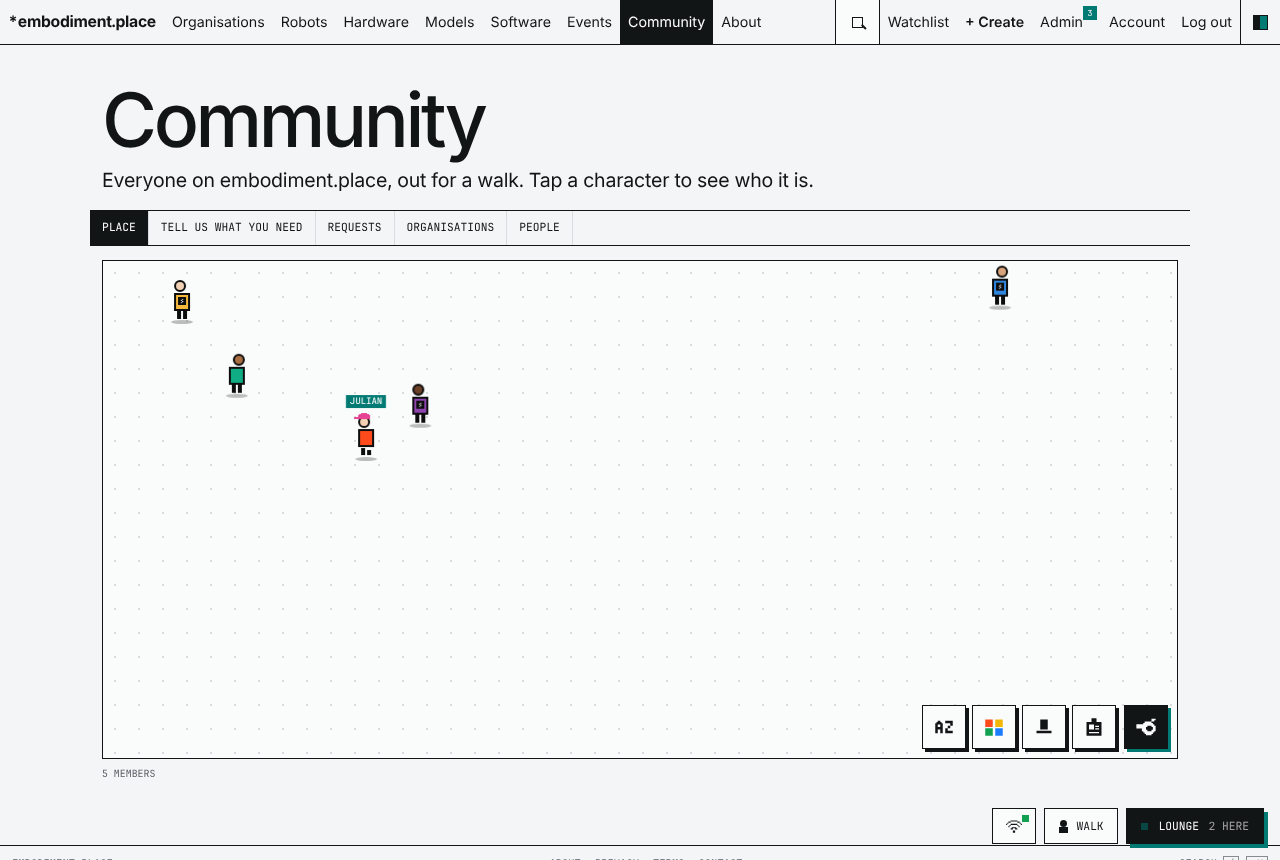 *embodiment.place Organisations Robots Hardware Models Software Events Community About Watchlist + Create Admin 3 Account Log out
Community
Everyone on embodiment.place, out for a walk. Tap a character to see who it is.
PLACE TELL US WHAT YOU NEED REQUESTS ORGANISATIONS PEOPLE
JULIAN
AZ
5 MEMBERS
WALK LOUNGE 2 HERE